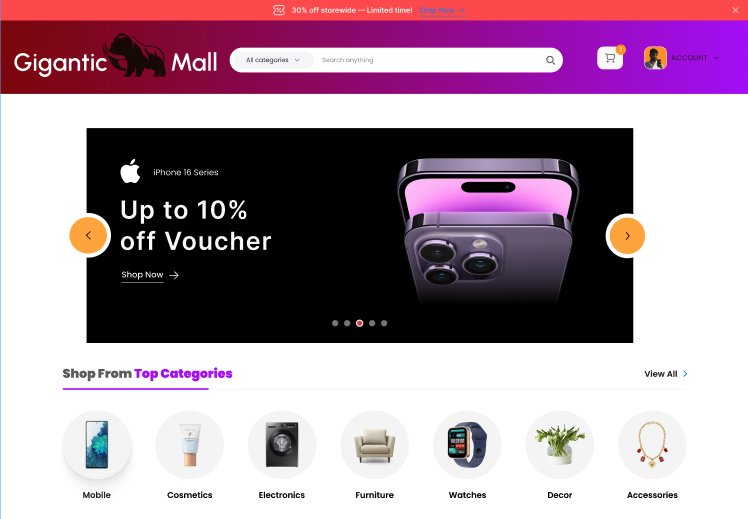 30% off storewide — Limited time! Shop Now
Gigantic Mall
All categories
Search anything
ACCOUNT
iPhone 16 Series
Up to 10%
off Voucher
Shop Now
Shop From Top Categories
View All
Mobile
Cosmetics
Electronics
Furniture
Watches
Decor
Accessories